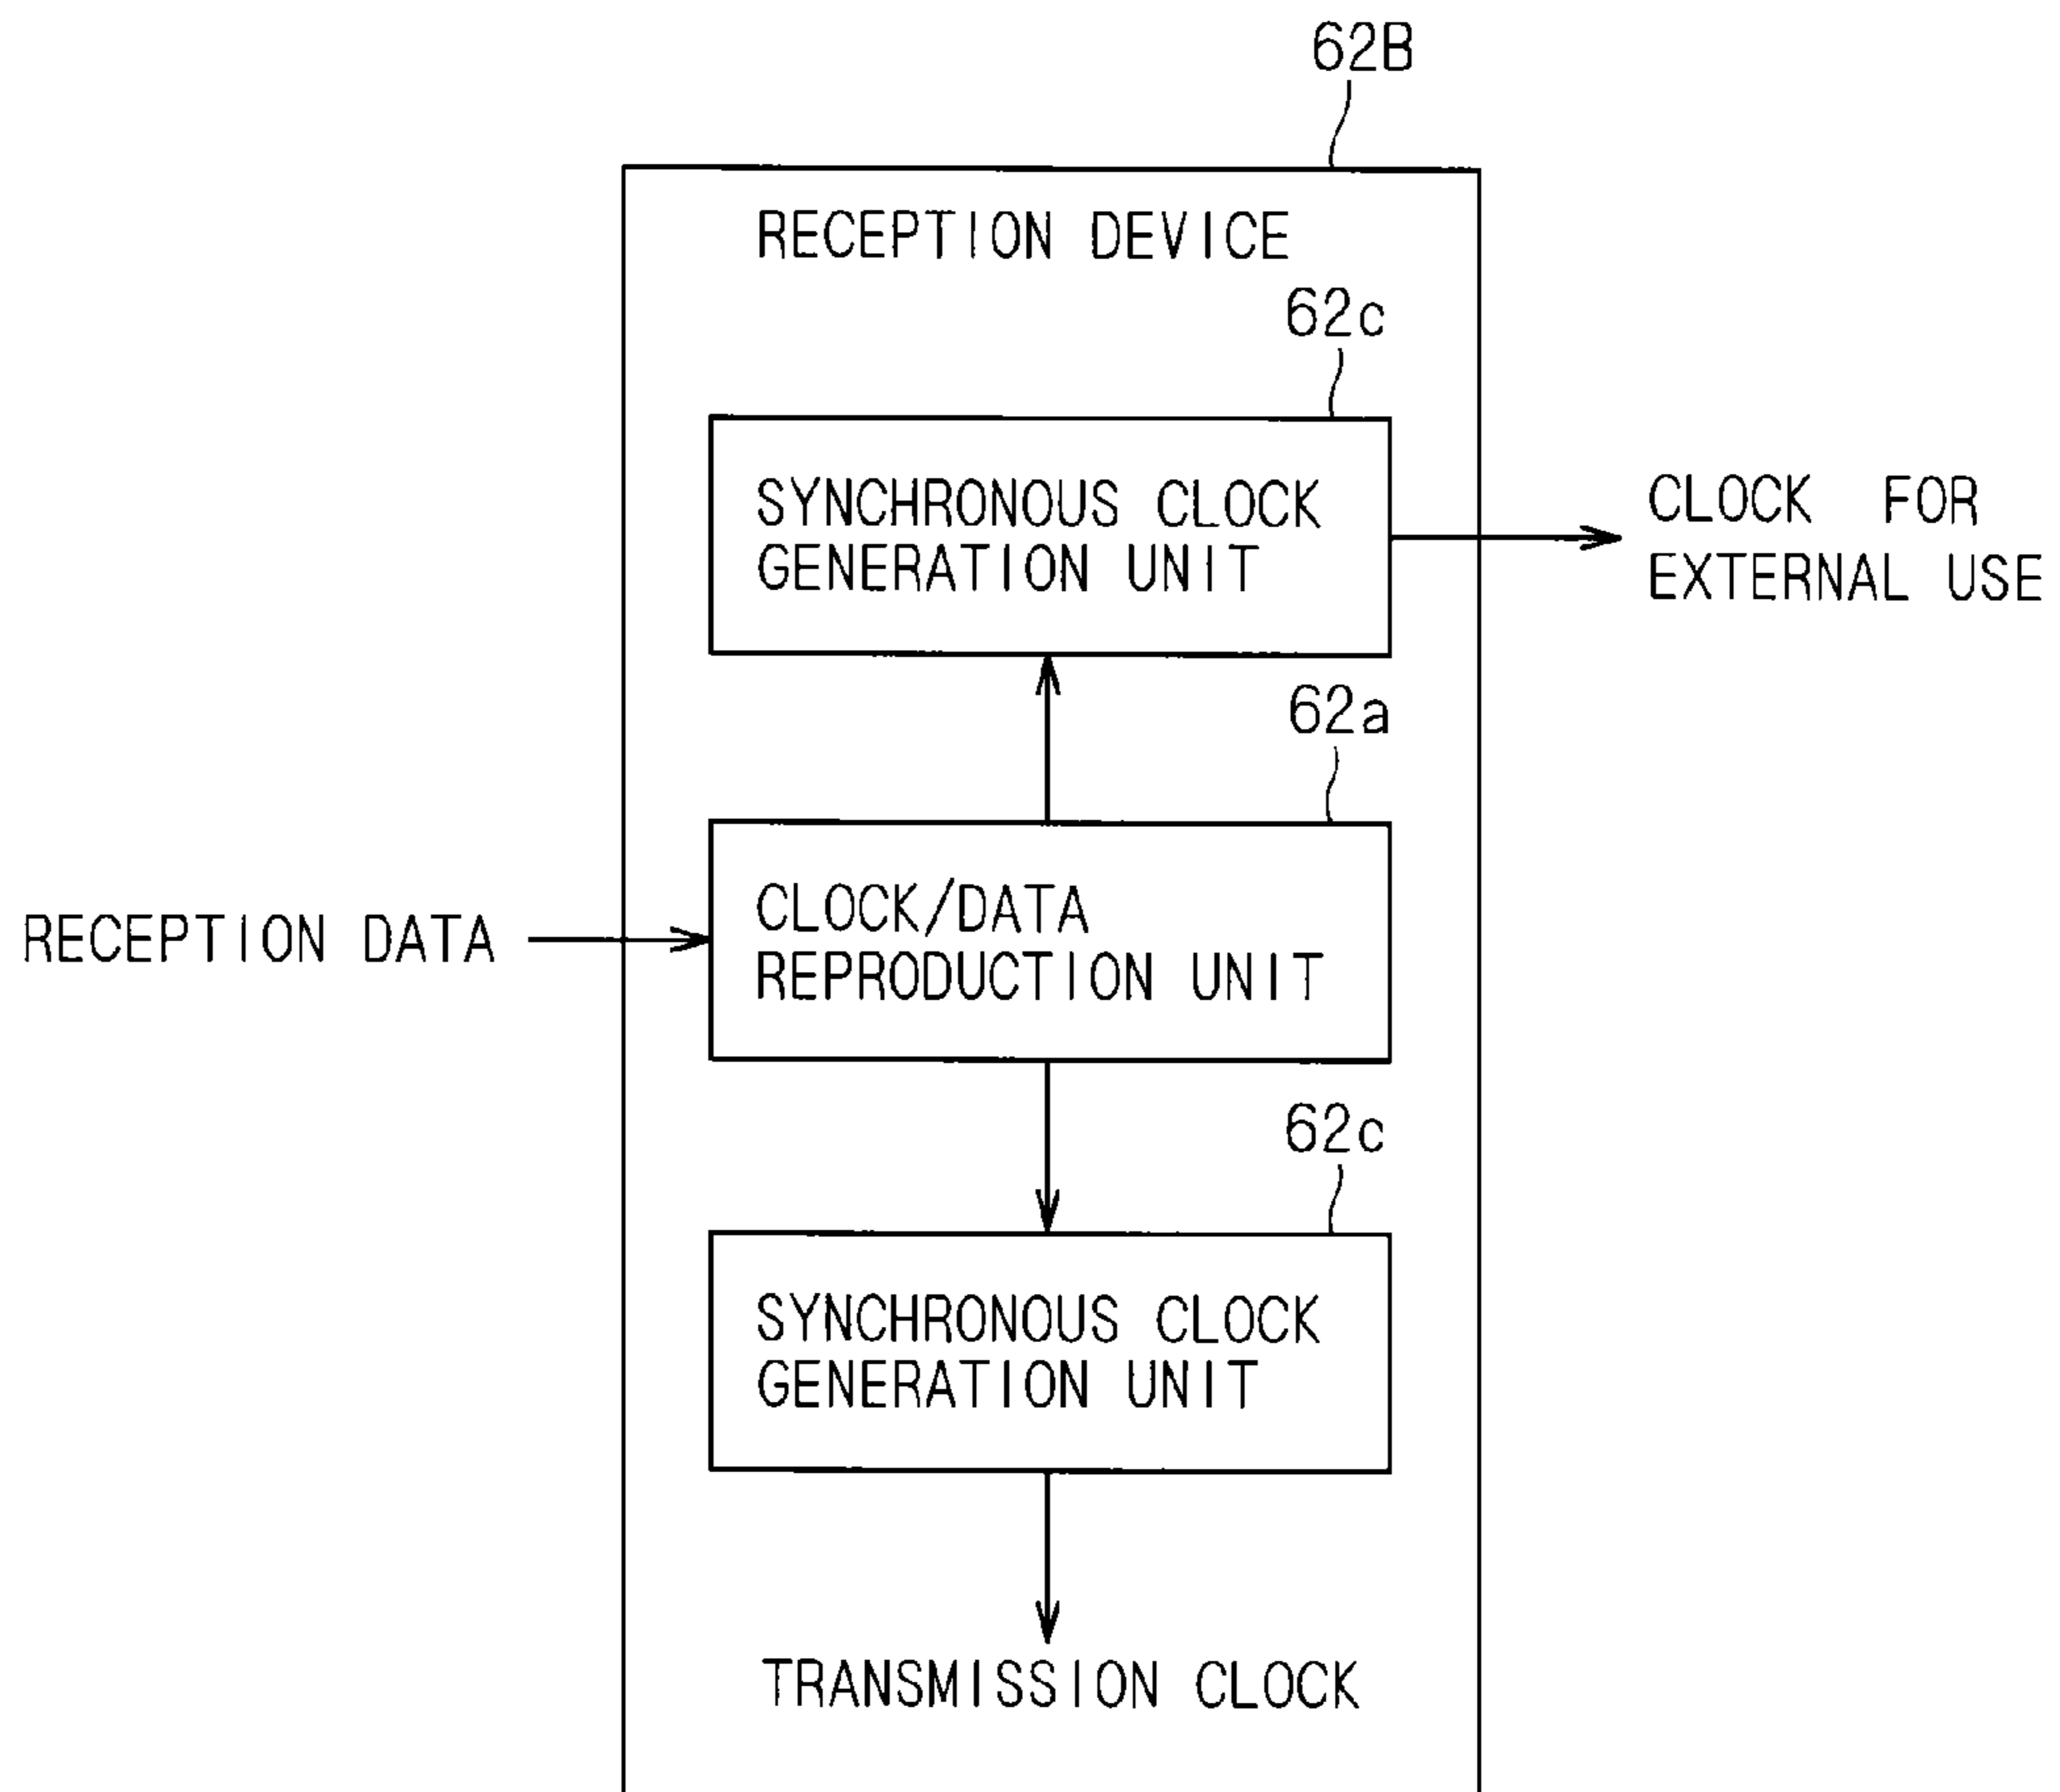 62B
RECEPTION DEVICE
62c
SYNCHRONOUS CLOCK
GENERATION UNIT
CLOCK FOR
EXTERNAL USE
62a
CLOCK/DATA
REPRODUCTION UNIT
RECEPTION DATA
62c
SYNCHRONOUS CLOCK
GENERATION UNIT
TRANSMISSION CLOCK